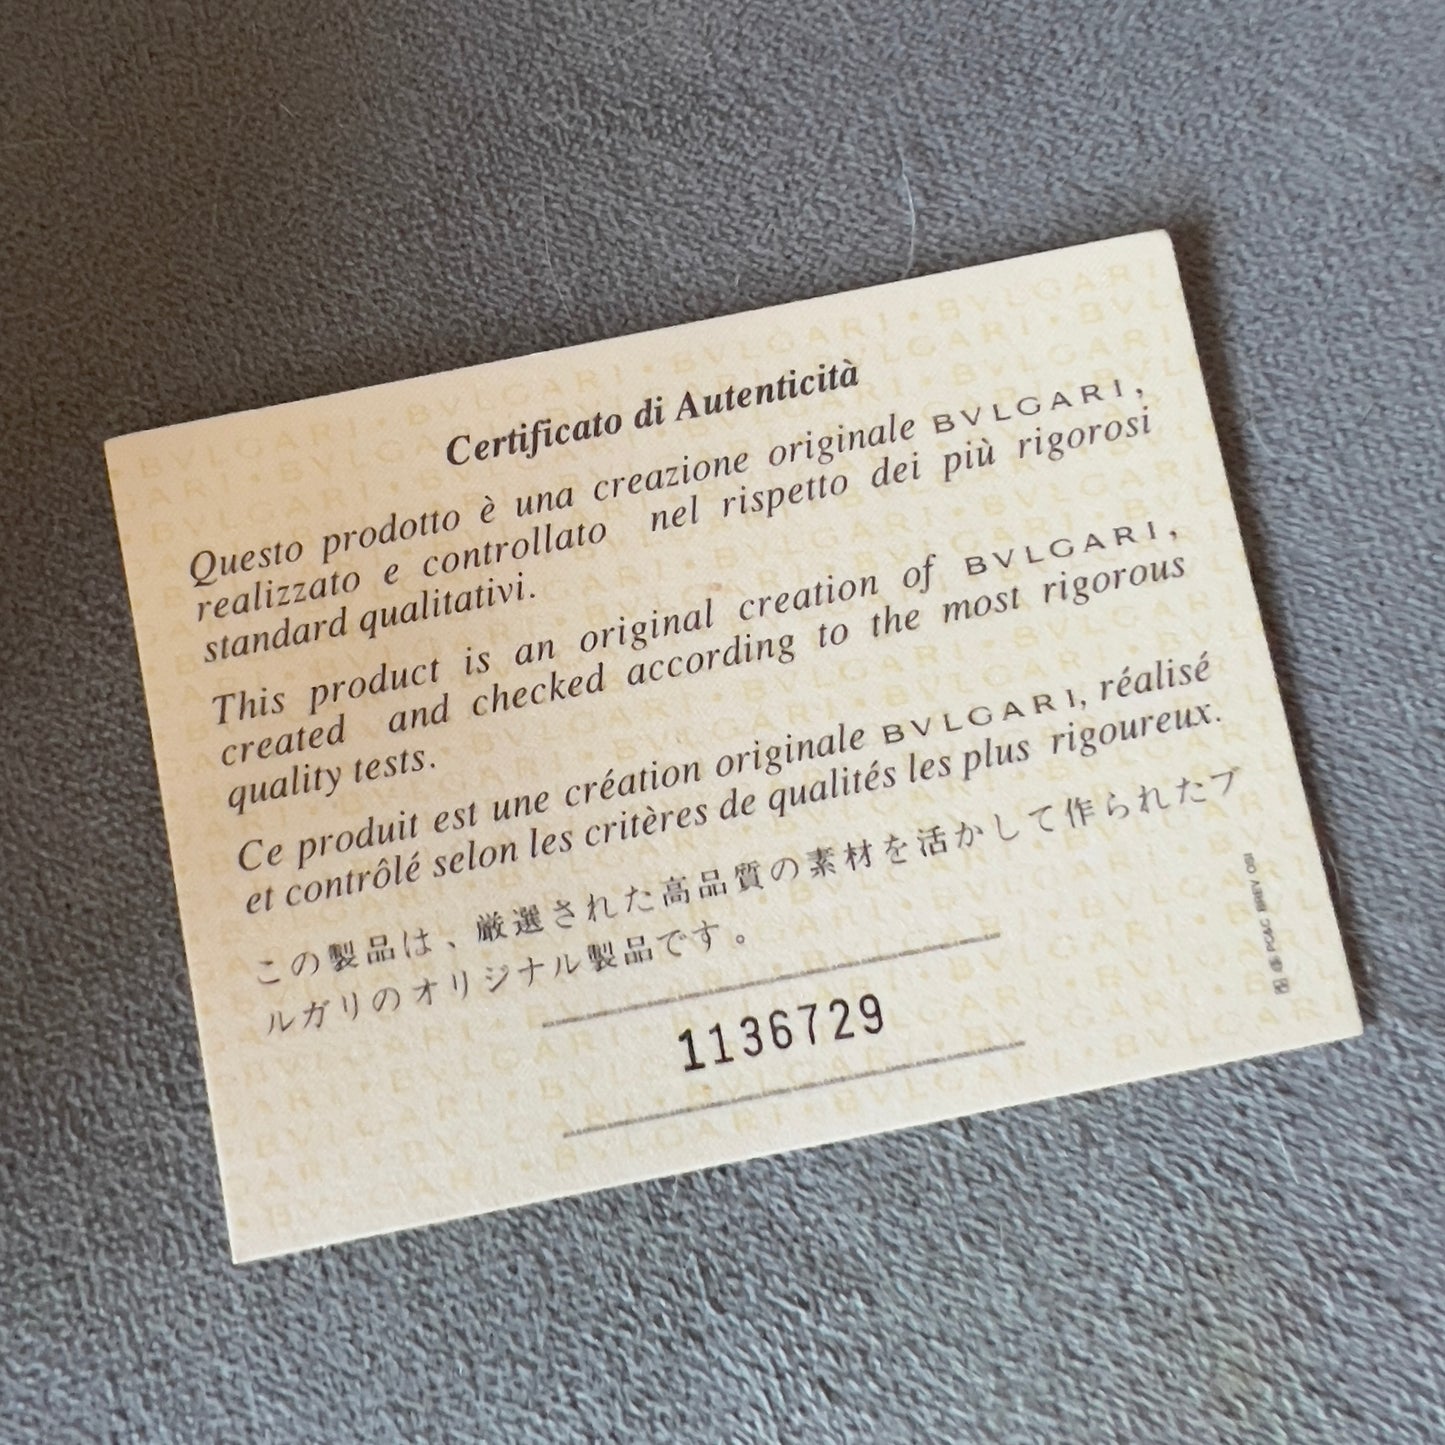 Certificato di Autenticità
Questo prodotto è una creazione originale BVLGARI,
realizzato e controllato nel rispetto dei più rigorosi
standard qualitativi.
This product is an original creation of BVLGARI,
created and checked according to the most rigorous
quality tests.
Ce produit est une création originale BVLGARI, réalisé
et contrôlé selon les critères de qualités les plus rigoureux.
この製品は、厳選された高品質の素材を活かして作られたブ
ルガリのオリジナル製品です。
1136729